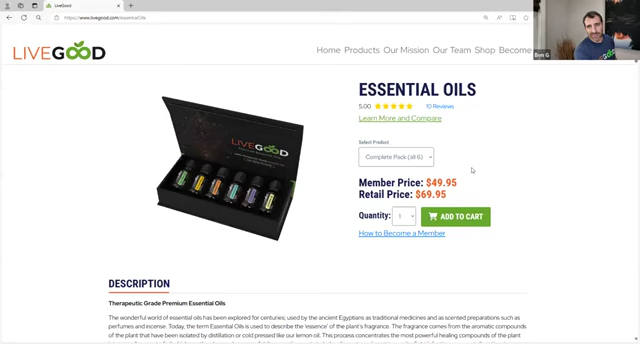 LiveGood
https://www.livegood.com/essentialOils
LIVEGOOD
Home Products Our Mission Our Team Shop Become
Ben G
ESSENTIAL OILS
5.00 10 Reviews
Learn More and Compare
LIVEGOOD
Select Product
Complete Pack (all 6)
Member Price: $49.95
Retail Price: $69.95
Quantity: 1 ADD TO CART
How to Become a Member
DESCRIPTION
Therapeutic Grade Premium Essential Oils
The wonderful world of essential oils has been explored for centuries; used by the ancient Egyptians as traditional medicines and as scented preparations such as
perfumes and incense. Today, the term Essential Oils is used to describe the 'essence' of the plant's fragrance. The fragrance comes from the aromatic compounds
of the plant that have been isolated by distillation or cold pressed like our lemon oil. This process concentrates the most powerful healing compounds of the plant